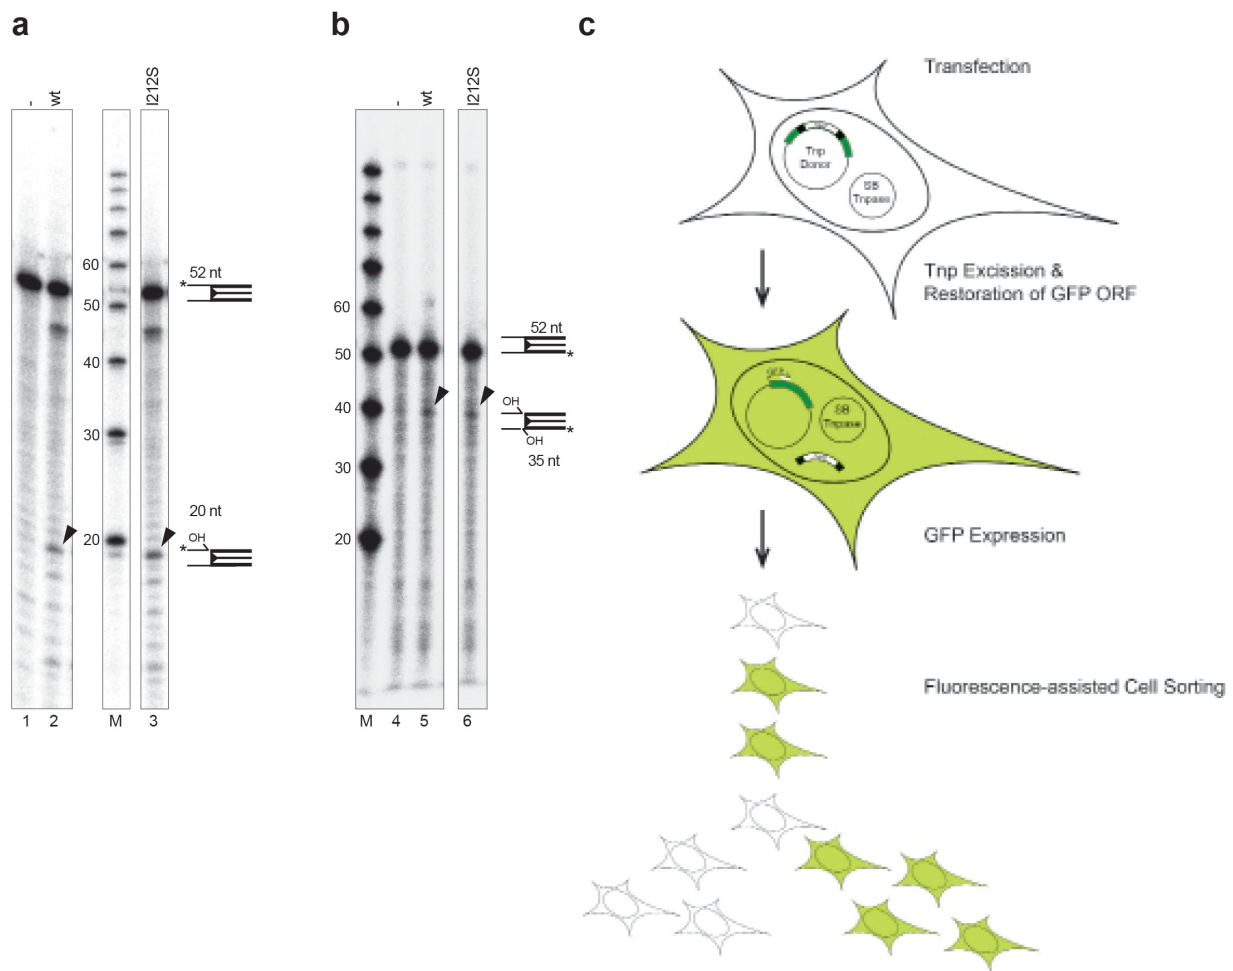 a
- wt I212S
60
50
40
30
20
* 52 nt
20 nt
OH
*
1 2 M 3
b
- wt I212S
60
50
40
30
20
52 nt
*
OH
*
OH
35 nt
M 4 5 6
c
Transfection
Tnp
Donor
SB
Tnpase
Tnp Excission &
Restoration of GFP ORF
SB
Tnpase
GFP Expression
Fluorescence-assisted Cell Sorting